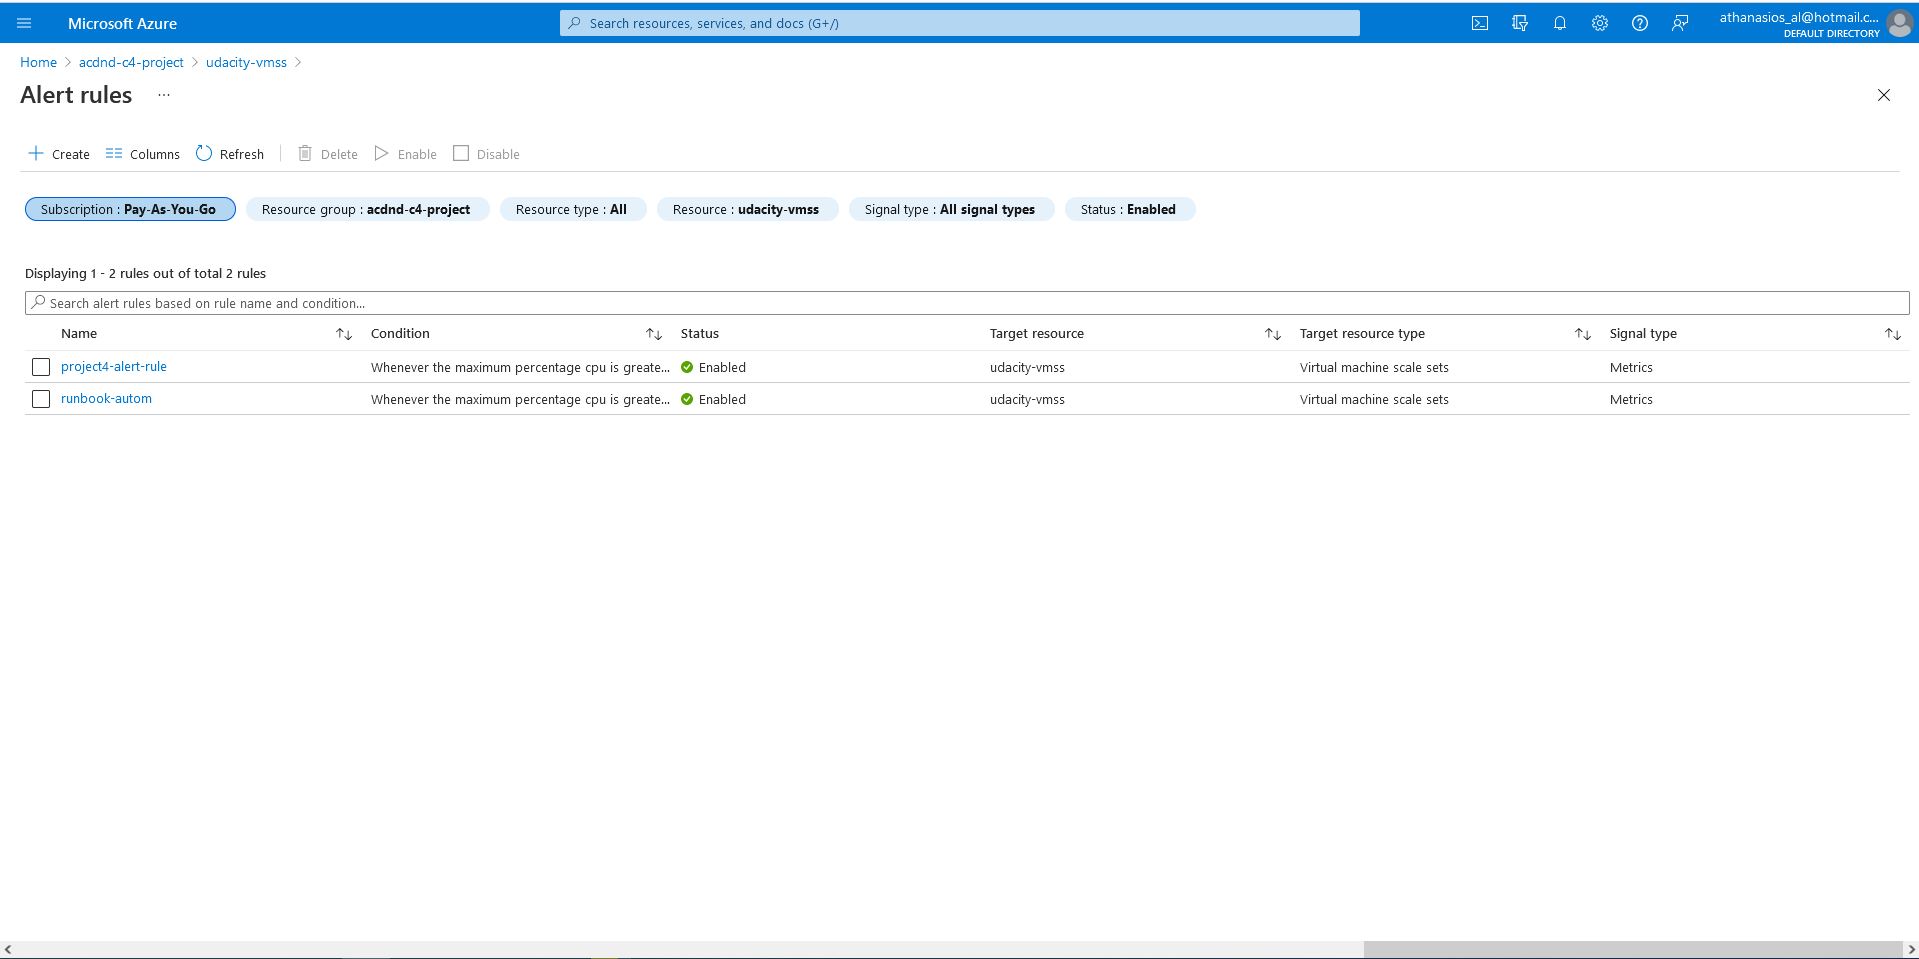 Microsoft Azure
Search resources, services, and docs (G+/)
athanasios_al@hotmail.c...
DEFAULT DIRECTORY
Home > acdnd-c4-project > udacity-vmss >
Alert rules ...
Create Columns Refresh Delete Enable Disable
Subscription : Pay-As-You-Go Resource group : acdnd-c4-project Resource type : All Resource : udacity-vmss Signal type : All signal types Status : Enabled
Displaying 1 - 2 rules out of total 2 rules
Search alert rules based on rule name and condition...
Name Condition Status Target resource Target resource type Signal type
project4-alert-rule Whenever the maximum percentage cpu is greate... Enabled udacity-vmss Virtual machine scale sets Metrics
runbook-autom Whenever the maximum percentage cpu is greate... Enabled udacity-vmss Virtual machine scale sets Metrics